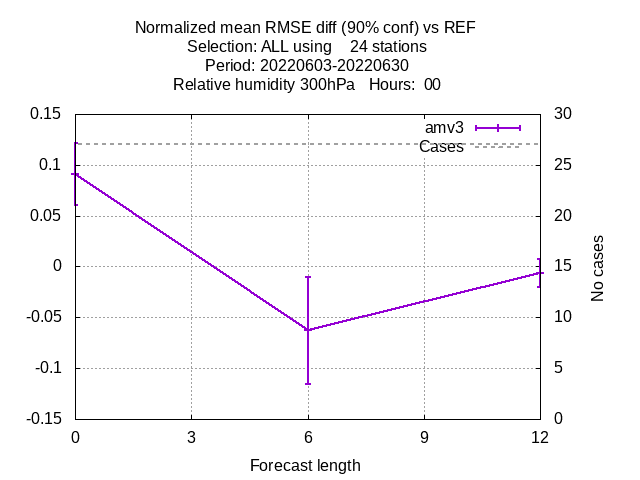 Normalized mean RMSE diff (90% conf) vs REF
Selection: ALL using    24 stations
Period: 20220603-20220630
Relative humidity 300hPa   Hours:  00
0.15
0.1
0.05
0
-0.05
-0.1
-0.15
30
25
20
15
10
5
0
amv3
Cases
No cases
0 3 6 9 12
Forecast length